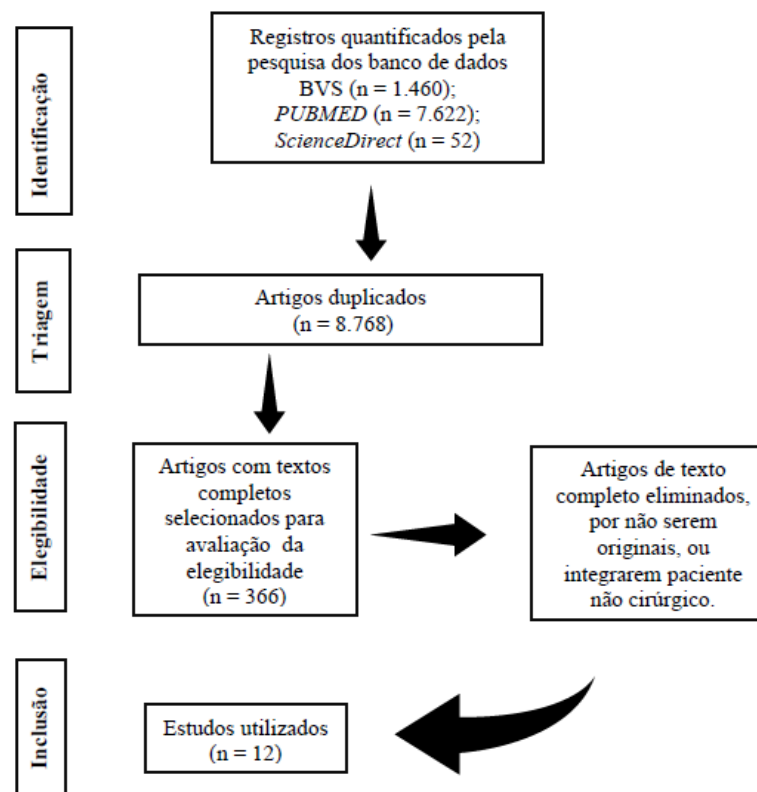 Identificação
Registros quantificados pela
pesquisa dos banco de dados
BVS (n = 1.460);
PUBMED (n = 7.622);
ScienceDirect (n = 52)
Triagem
Artigos duplicados
(n = 8.768)
Elegibilidade
Artigos com textos
completos
selecionados para
avaliação da
elegibilidade
(n = 366)
Artigos de texto
completo eliminados,
por não serem
originais, ou
integrarem paciente
não cirúrgico.
Inclusão
Estudos utilizados
(n = 12)